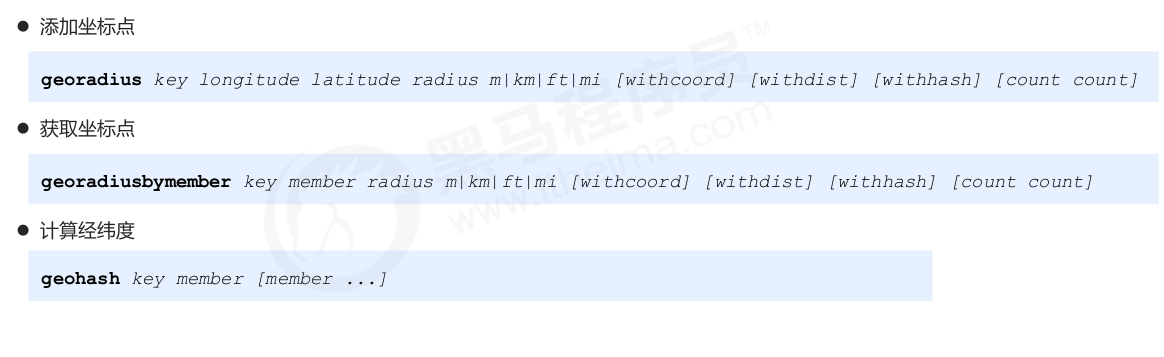 ● 添加坐标点
georadius key longitude latitude radius m|km|ft|mi [withcoord] [withdist] [withhash] [count count]
● 获取坐标点
georadiusbymember key member radius m|km|ft|mi [withcoord] [withdist] [withhash] [count count]
● 计算经纬度
geohash key member [member ...]
黑马程序员™
www.itheima.com